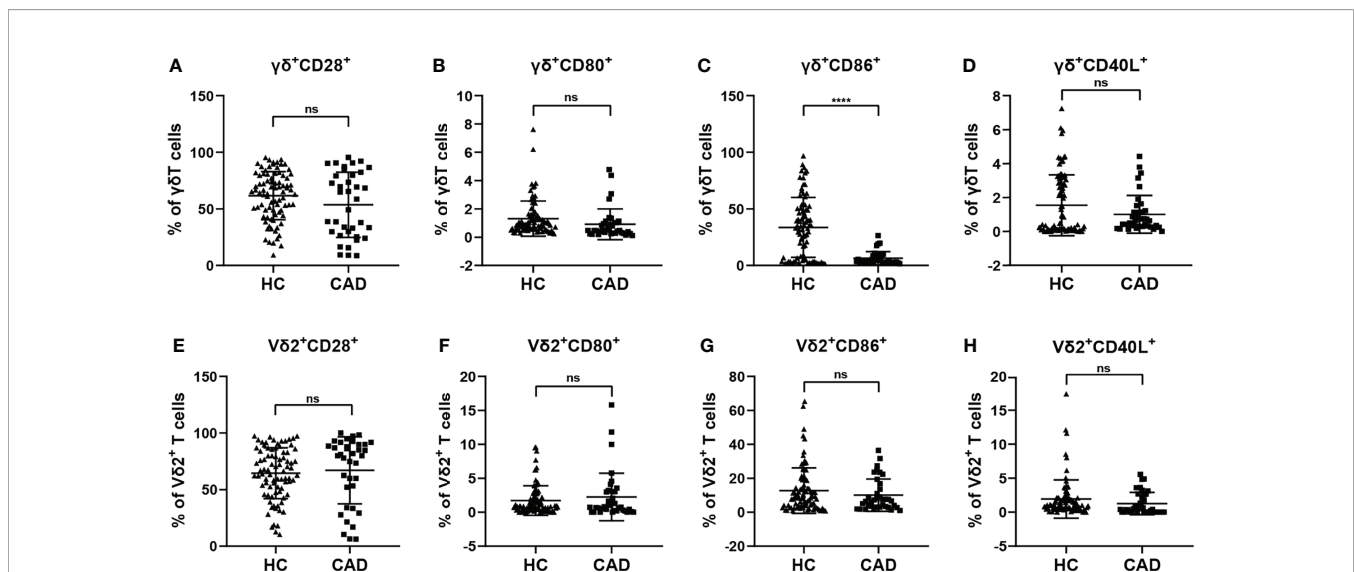 A γδ⁺CD28⁺
% of γδT cells
150
100
50
0
ns
HC CAD
B γδ⁺CD80⁺
% of γδT cells
10
8
6
4
2
0
-2
ns
HC CAD
C γδ⁺CD86⁺
% of γδT cells
150
100
50
0
****
HC CAD
D γδ⁺CD40L⁺
% of γδT cells
8
6
4
2
0
-2
ns
HC CAD
E Vδ2⁺CD28⁺
% of Vδ2⁺ T cells
150
100
50
0
ns
HC CAD
F Vδ2⁺CD80⁺
% of Vδ2⁺ T cells
20
15
10
5
0
-5
ns
HC CAD
G Vδ2⁺CD86⁺
% of Vδ2⁺ T cells
80
60
40
20
0
-20
ns
HC CAD
H Vδ2⁺CD40L⁺
% of Vδ2⁺ T cells
20
15
10
5
0
-5
ns
HC CAD